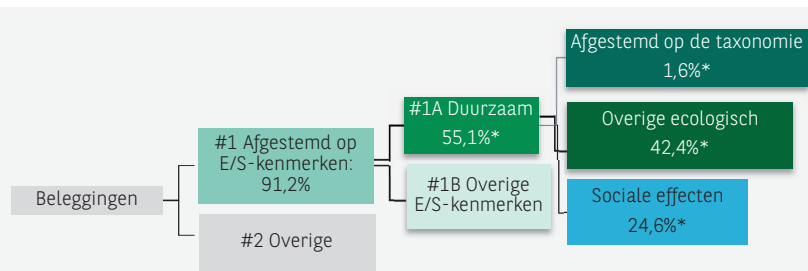 Beleggingen
#1 Afgestemd op
E/S-kenmerken:
91,2%
#2 Overige
#1A Duurzaam
55,1%*
#1B Overige
E/S-kenmerken
Afgestemd op de taxonomie
1,6%*
Overige ecologisch
42,4%*
Sociale effecten
24,6%*